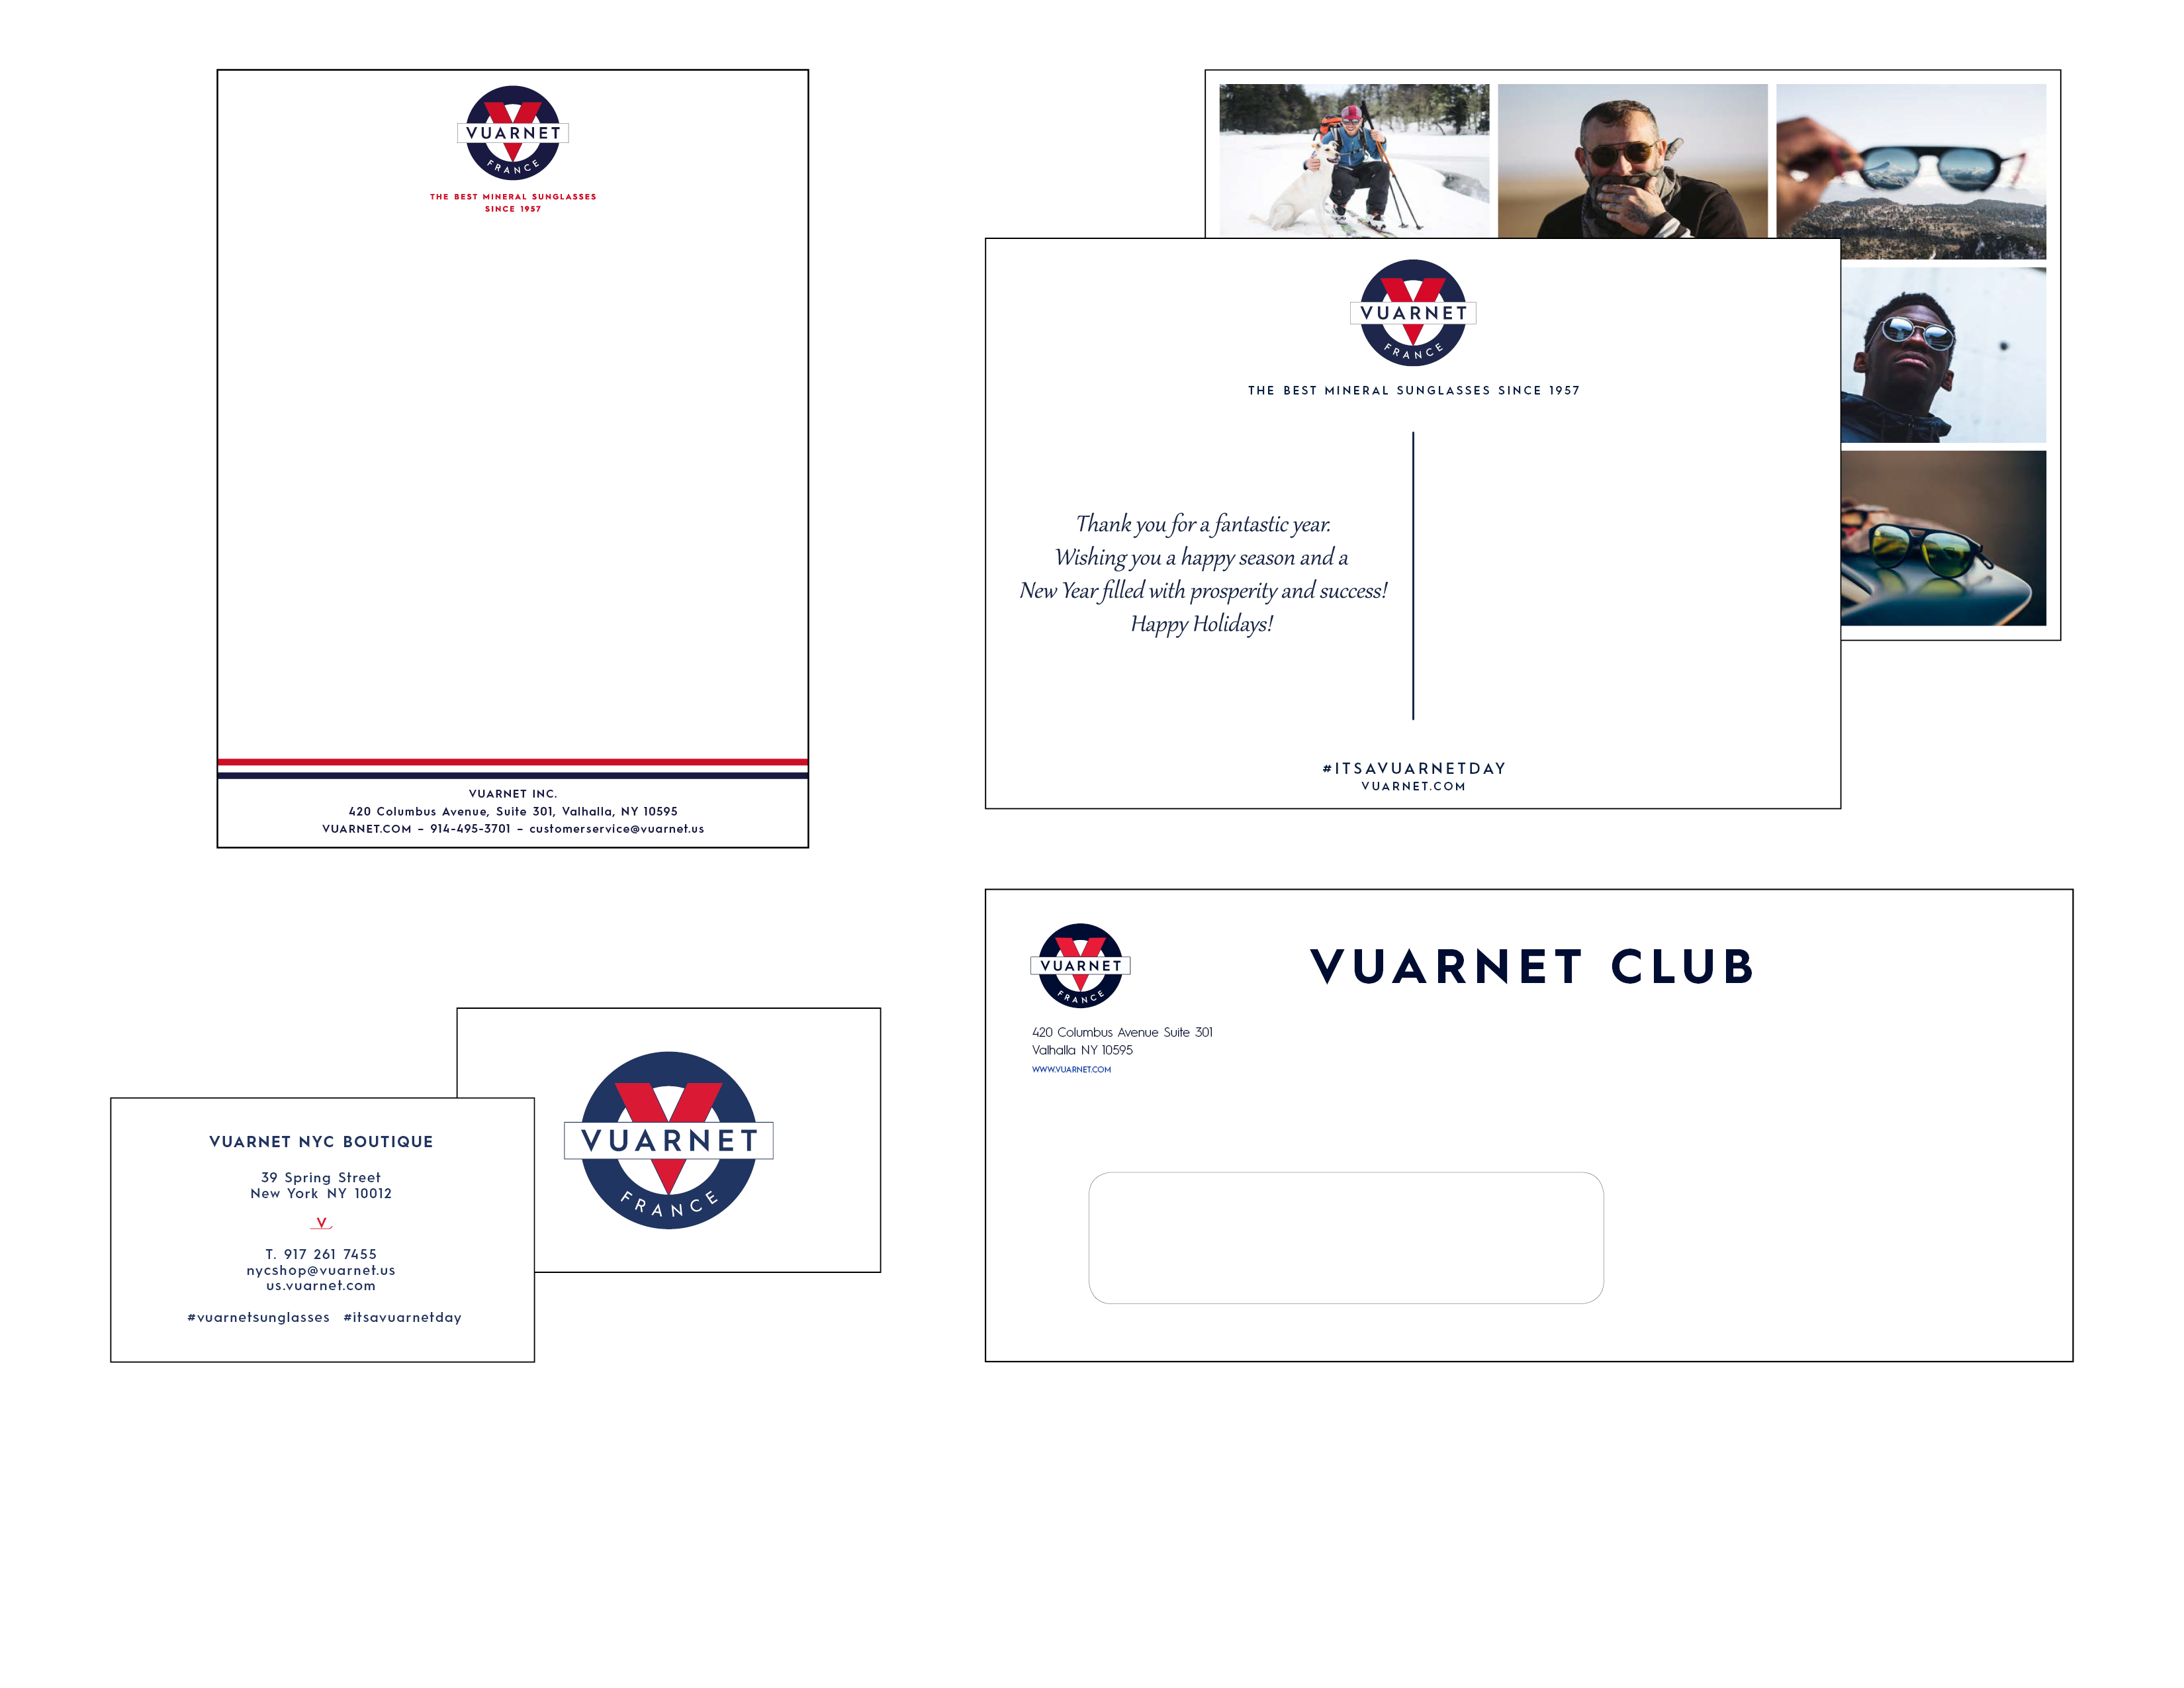 VUARNET
FRANCE
THE BEST MINERAL SUNGLASSES
SINCE 1957
VUARNET INC.
420 Columbus Avenue, Suite 301, Valhalla, NY 10595
VUARNET.COM – 914-495-3701 – customerservice@vuarnet.us
VUARNET
FRANCE
THE BEST MINERAL SUNGLASSES SINCE 1957
Thank you for a fantastic year.
Wishing you a happy season and a
New Year filled with prosperity and success!
Happy Holidays!
#ITSAVUARNETDAY
VUARNET.COM
VUARNET
FRANCE
VUARNET NYC BOUTIQUE
39 Spring Street
New York NY 10012
V
T. 917 261 7455
nycshop@vuarnet.us
us.vuarnet.com
#vuarnetsunglasses #itsavuarnetday
VUARNET
FRANCE
VUARNET CLUB
420 Columbus Avenue Suite 301
Valhalla NY 10595
WWW.VUARNET.COM